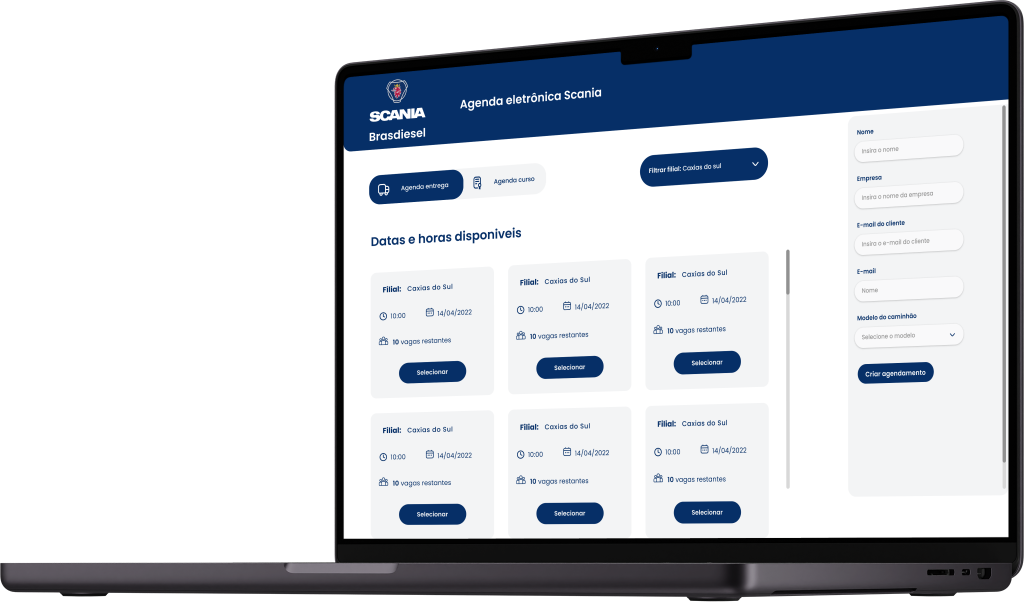 SCANIA
Brasdiesel
Agenda eletrônica Scania
Agenda entrega
Agenda curso
Filtrar filial: Caxias do sul
Datas e horas disponiveis
Filial: Caxias do Sul
10:00 14/04/2022
10 vagas restantes
Selecionar
Filial: Caxias do Sul
10:00 14/04/2022
10 vagas restantes
Selecionar
Filial: Caxias do Sul
10:00 14/04/2022
10 vagas restantes
Selecionar
Filial: Caxias do Sul
10:00 14/04/2022
10 vagas restantes
Selecionar
Filial: Caxias do Sul
10:00 14/04/2022
10 vagas restantes
Selecionar
Filial: Caxias do Sul
10:00 14/04/2022
10 vagas restantes
Selecionar
Nome
Insira o nome
Empresa
Insira o nome da empresa
E-mail do cliente
Insira o e-mail do cliente
E-mail
Nome
Modelo do caminhão
Selecione o modelo
Criar agendamento